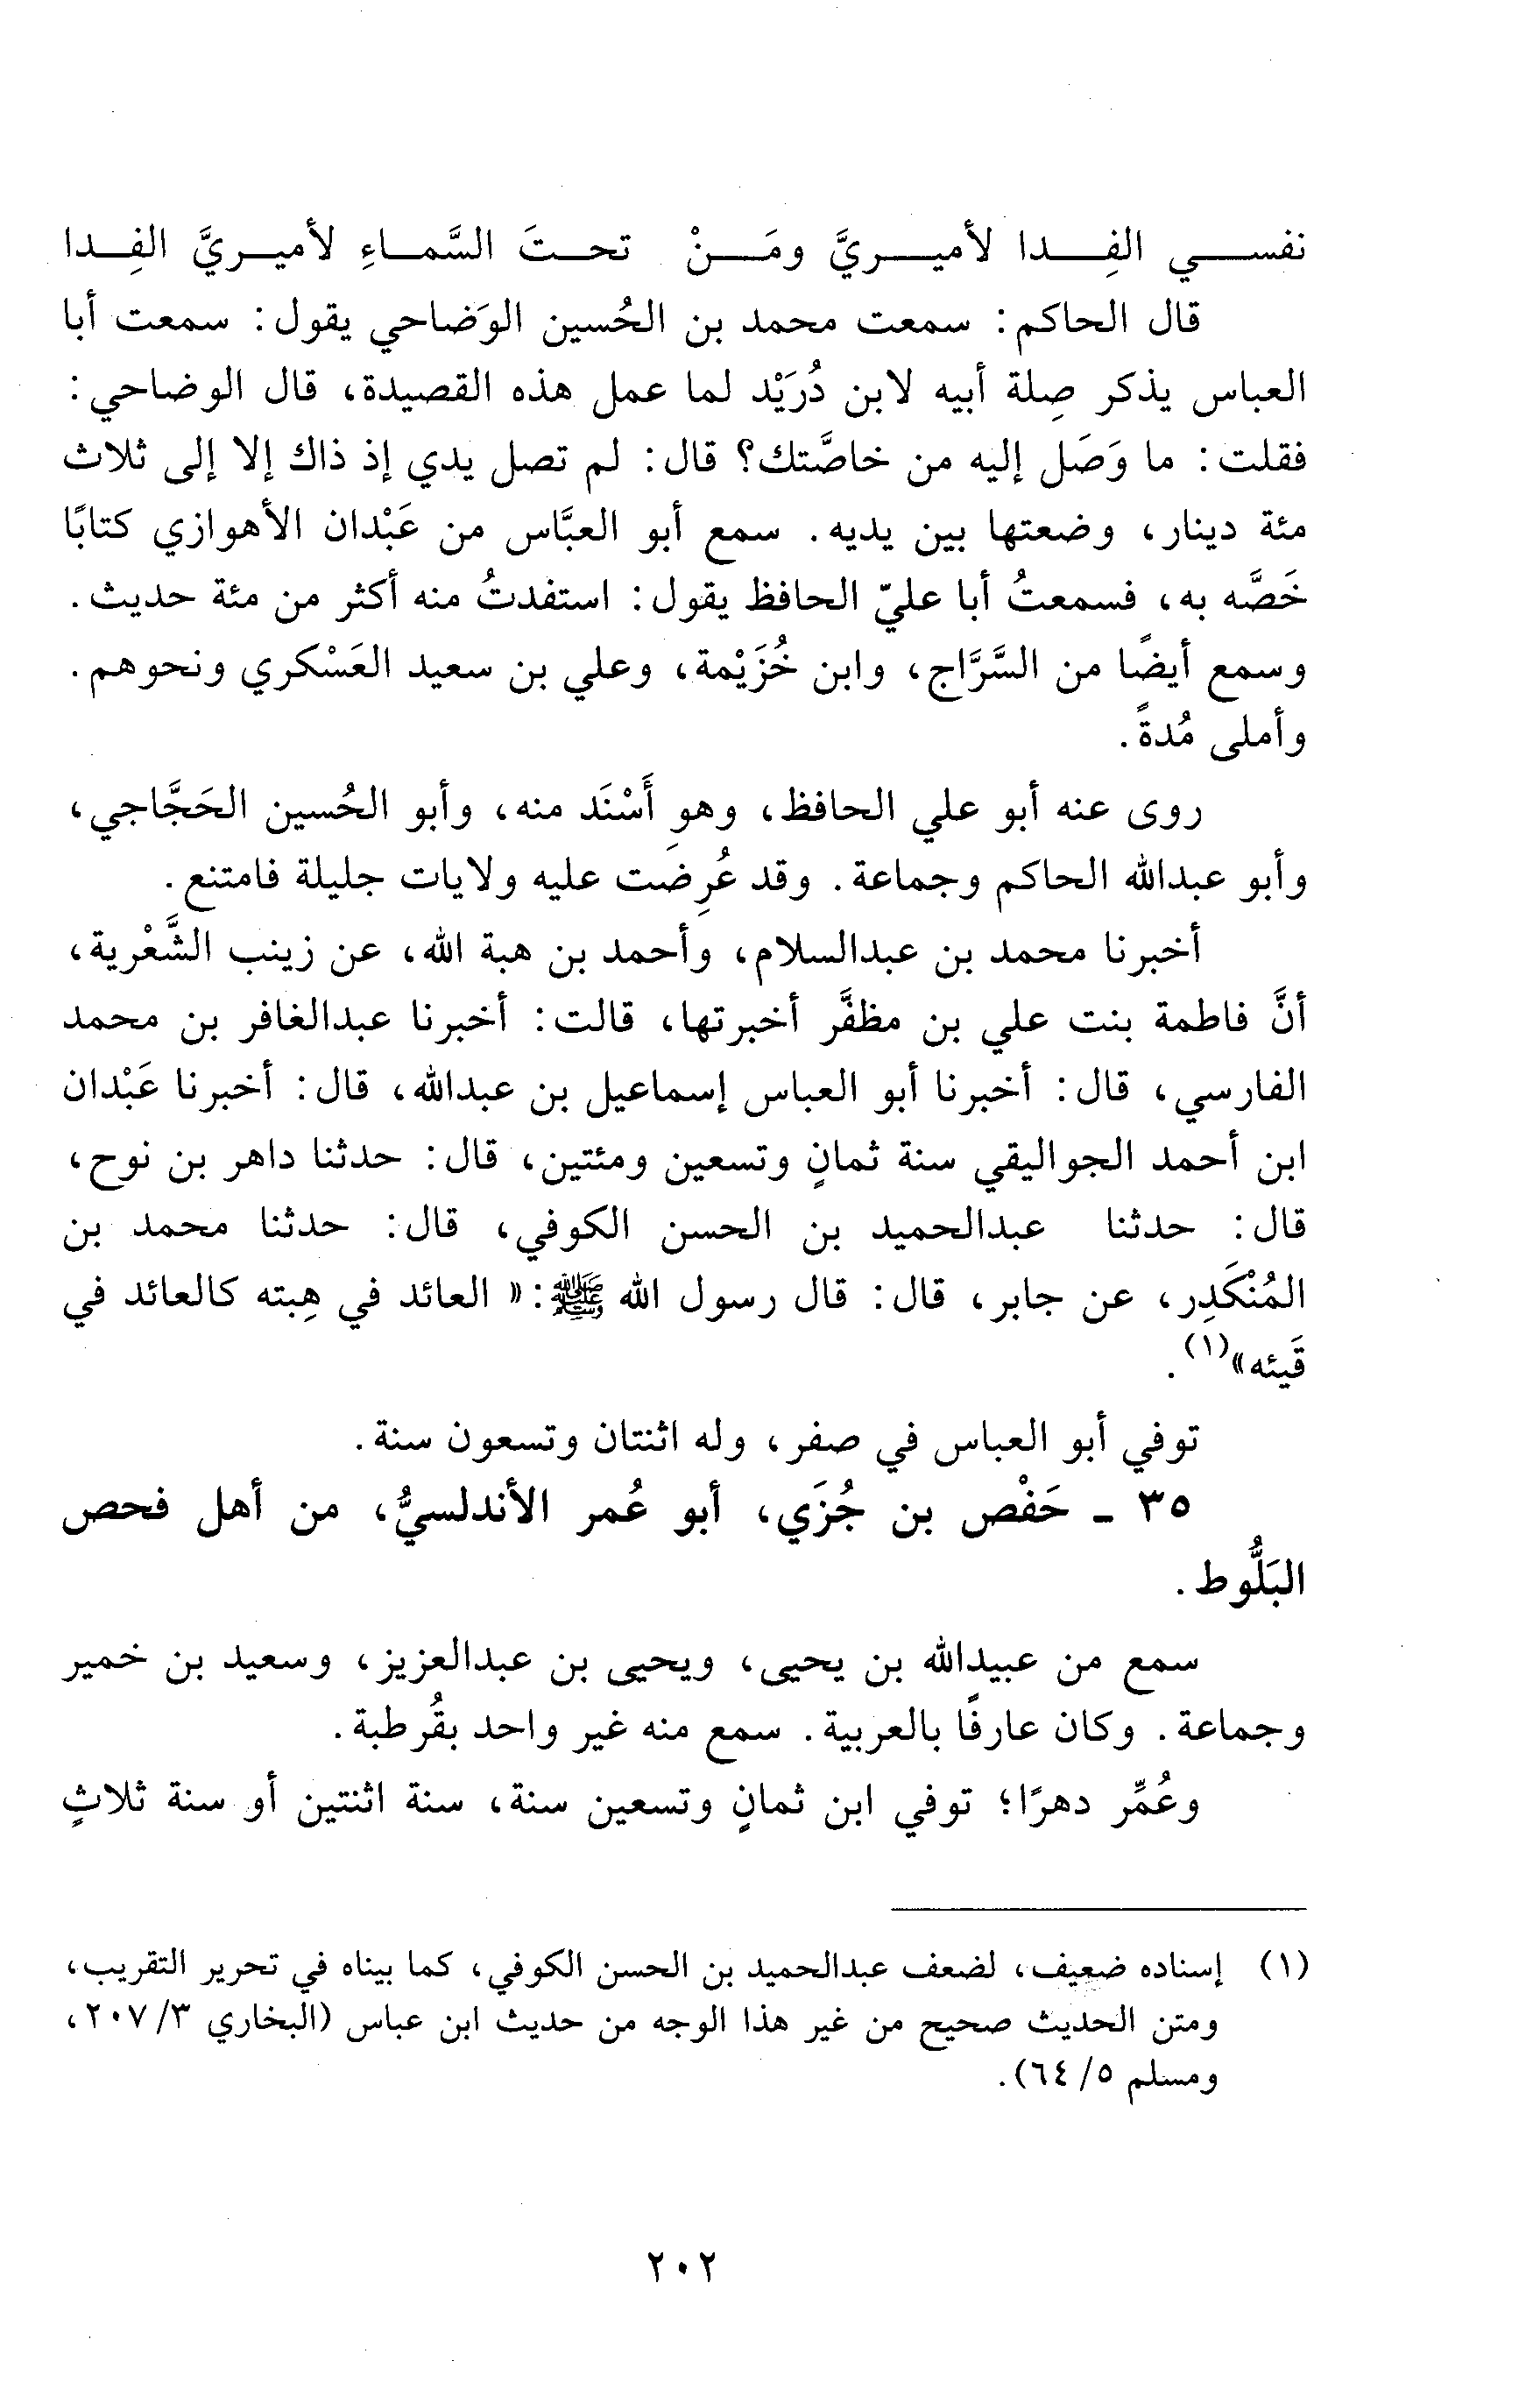 نفسي الفِدا لأميريَّ ومَنْ تحتَ السَّماءِ لأميريَّ الفِدا
قال الحاكم: سمعت محمد بن الحُسين الوَضاحي يقول: سمعت أبا
العباس يذكر صِلة أبيه لابن دُرَيْد لما عمل هذه القصيدة، قال الوضاحي:
فقلت: ما وَصَل إليه من خاصَّتك؟ قال: لم تصل يدي إذ ذاك إلا إلى ثلاث
مئة دينار، وضعتها بين يديه. سمع أبو العبَّاس من عَبْدان الأهوازي كتابًا
خَصَّه به، فسمعتُ أبا عليّ الحافظ يقول: استفدتُ منه أكثر من مئة حديث.
وسمع أيضًا من السَّرَّاج، وابن خُزَيْمة، وعلي بن سعيد العَسْكري ونحوهم.
وأملى مُدةً.
روى عنه أبو علي الحافظ، وهو أَسْنَد منه، وأبو الحُسين الحَجَّاجي،
وأبو عبدالله الحاكم وجماعة. وقد عُرِضَت عليه ولايات جليلة فامتنع.
أخبرنا محمد بن عبدالسلام، وأحمد بن هبة الله، عن زينب الشَّعْرية،
أنَّ فاطمة بنت علي بن مظفَّر أخبرتها، قالت: أخبرنا عبدالغافر بن محمد
الفارسي، قال: أخبرنا أبو العباس إسماعيل بن عبدالله، قال: أخبرنا عَبْدان
ابن أحمد الجواليقي سنة ثمانٍ وتسعين ومئتين، قال: حدثنا داهر بن نوح،
قال: حدثنا عبدالحميد بن الحسن الكوفي، قال: حدثنا محمد بن
المُنْكَدِر، عن جابر، قال: قال رسول الله ﷺ: «العائد في هِبته كالعائد في
قَيئه»(١).
توفي أبو العباس في صفر، وله اثنتان وتسعون سنة.
٣٥ - حَفْص بن جُزَي، أبو عُمر الأندلسيُّ، من أهل فحص
البَلُّوط.
سمع من عبيدالله بن يحيى، ويحيى بن عبدالعزيز، وسعيد بن خمير
وجماعة. وكان عارفًا بالعربية. سمع منه غير واحد بقُرطبة.
وعُمِّر دهرًا؛ توفي ابن ثمانٍ وتسعين سنة، سنة اثنتين أو سنة ثلاثٍ
(١) إسناده ضعيف، لضعف عبدالحميد بن الحسن الكوفي، كما بيناه في تحرير التقريب،
ومتن الحديث صحيح من غير هذا الوجه من حديث ابن عباس (البخاري ٣/ ٢٠٧،
ومسلم ٥/ ٦٤).
٢٠٢